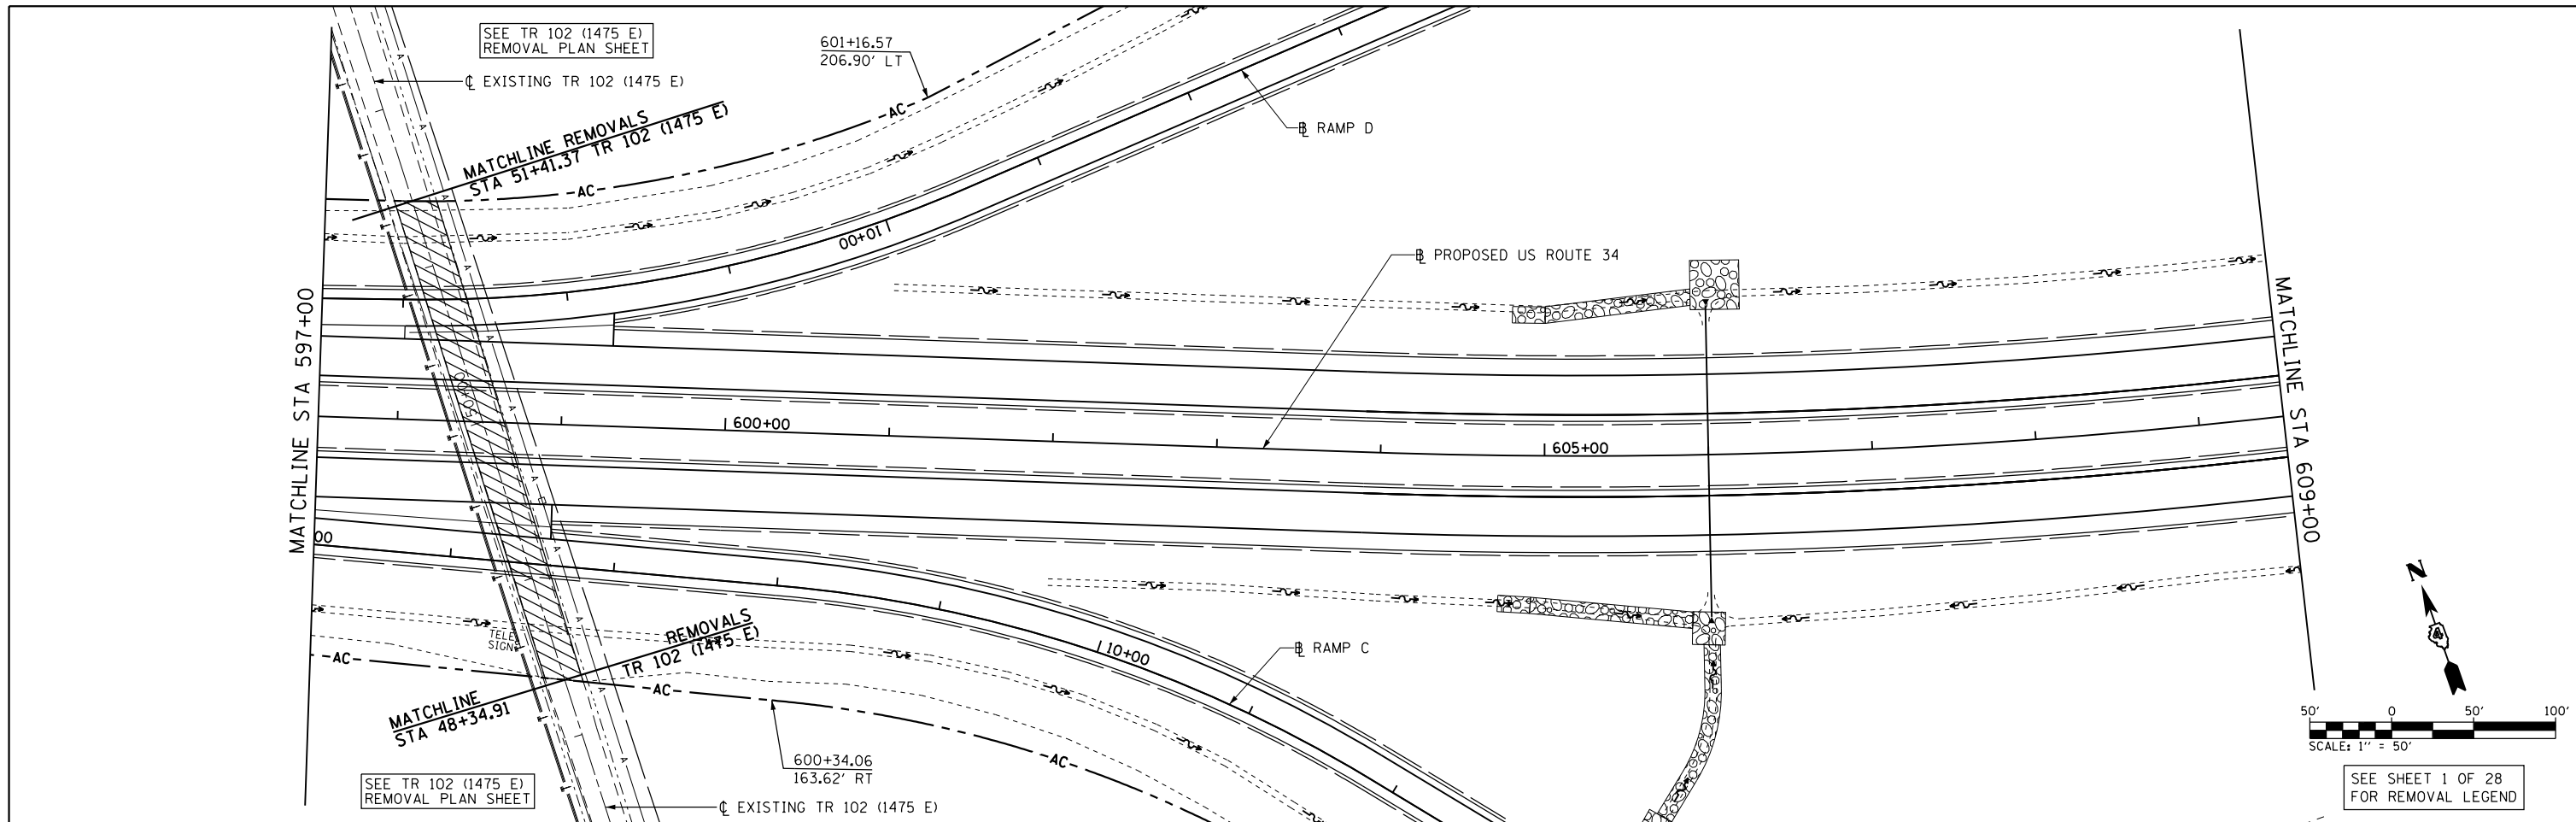 SEE TR 102 (1475 E)
REMOVAL PLAN SHEET
℄ EXISTING TR 102 (1475 E)
601+16.57
206.90' LT
AC
MATCHLINE REMOVALS
STA 51+41.37 TR 102 (1475 E)
AC
℄ RAMP D
10+00
℄ PROPOSED US ROUTE 34
MATCHLINE STA 597+00
MATCHLINE STA 609+00
50+00
600+00
605+00
00
TELE
SIGN
REMOVALS
TR 102 (1475 E)
10+00
℄ RAMP C
AC
AC
MATCHLINE
STA 48+34.91
AC
600+34.06
163.62' RT
SEE TR 102 (1475 E)
REMOVAL PLAN SHEET
℄ EXISTING TR 102 (1475 E)
N
50' 0 50' 100'
SCALE: 1" = 50'
SEE SHEET 1 OF 28
FOR REMOVAL LEGEND